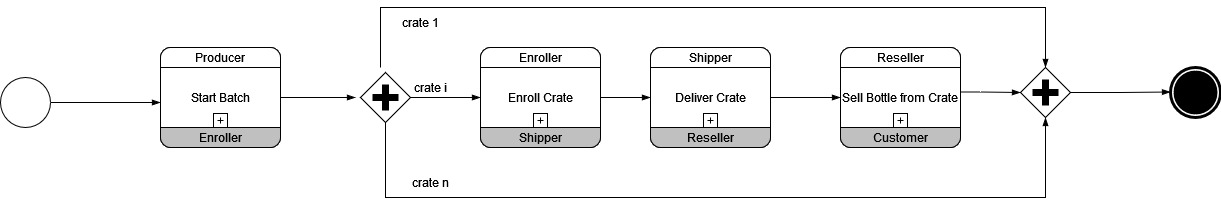 crate 1
Producer
Start Batch
+
Enroller
crate i
Enroller
Enroll Crate
+
Shipper
Shipper
Deliver Crate
+
Reseller
Reseller
Sell Bottle from Crate
+
Customer
crate n